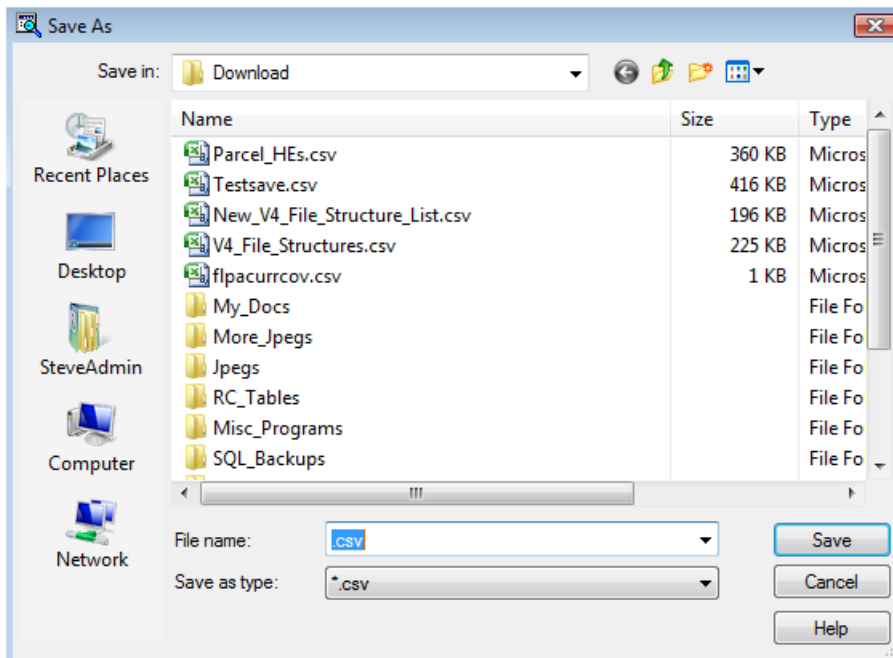 Save As
Save in: Download
Name Size Type
Parcel_HEs.csv 360 KB Micros
Testsave.csv 416 KB Micros
New_V4_File_Structure_List.csv 196 KB Micros
V4_File_Structures.csv 225 KB Micros
flpacurrcov.csv 1 KB Micros
My_Docs File Fo
More_Jpegs File Fo
Jpegs File Fo
RC_Tables File Fo
Misc_Programs File Fo
SQL_Backups File Fo
Recent Places
Desktop
SteveAdmin
Computer
Network
File name: .csv Save
Save as type: *.csv Cancel
Help